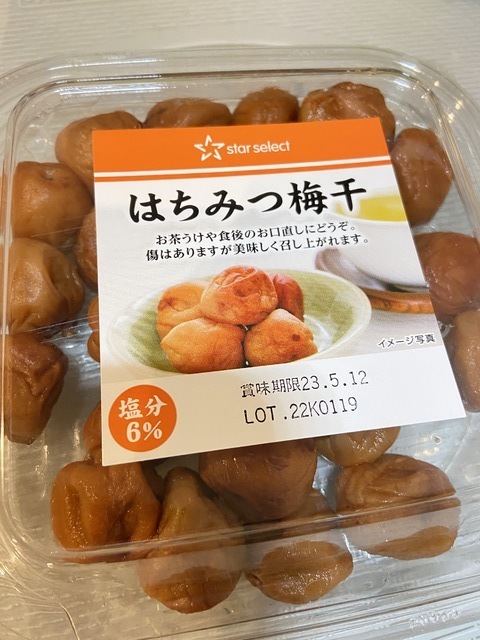 star select
はちみつ梅干
お茶うけや食後のお口直しにどうぞ。
傷はありますが美味しく召し上がれます。
イメージ写真
塩分
6%
賞味期限23.5.12
LOT.22K0119